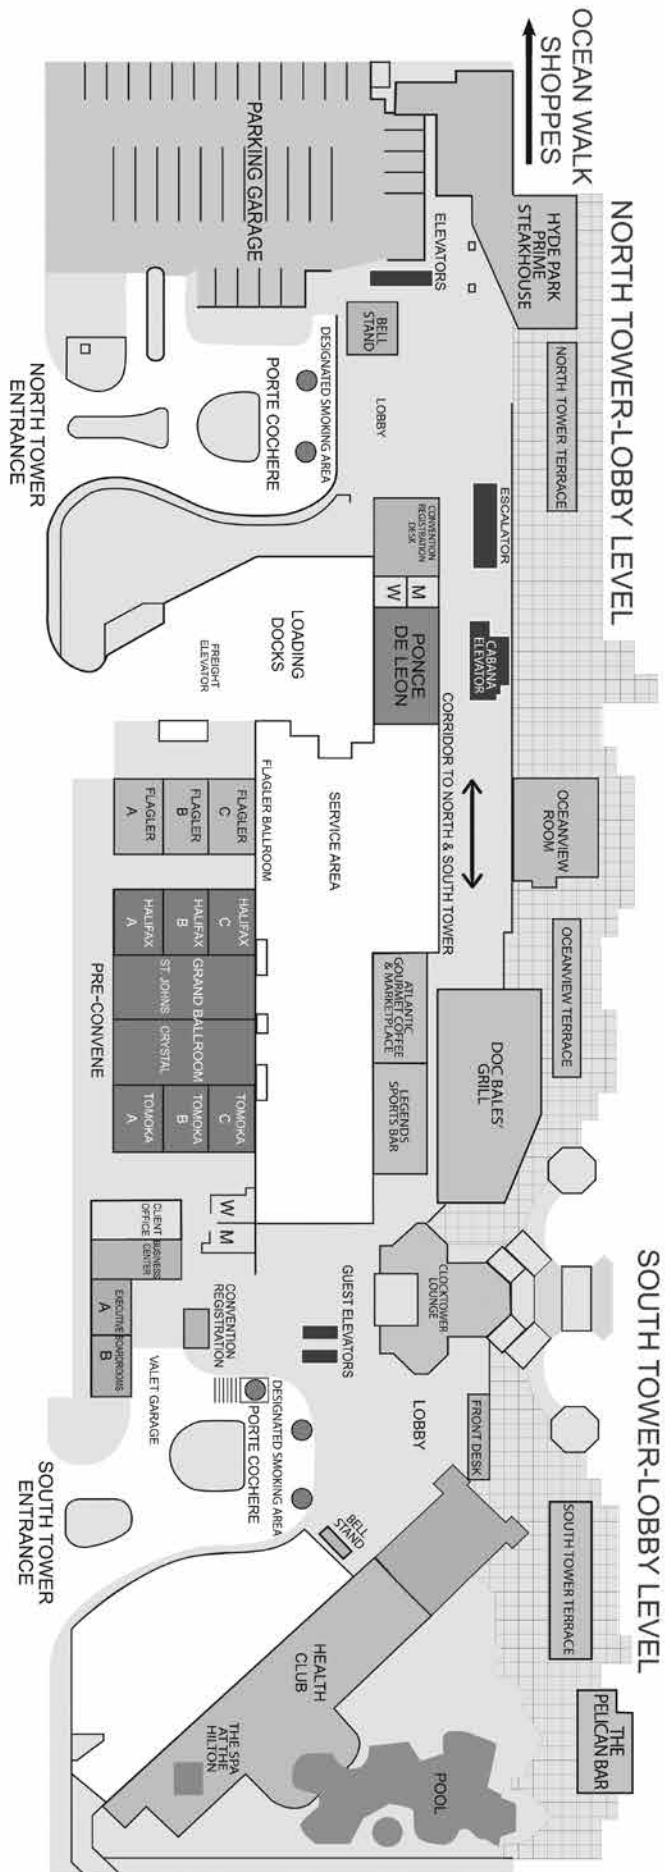 NORTH TOWER-LOBBY LEVEL
SOUTH TOWER-LOBBY LEVEL
OCEAN WALK
SHOPPES
HYDE PARK
PRIME
STEAKHOUSE
NORTH TOWER TERRACE
OCEANVIEW
ROOM
OCEANVIEW TERRACE
SOUTH TOWER TERRACE
THE
PELICAN BAR
ELEVATORS
ESCALATOR
CABANA
ELEVATOR
CORRIDOR TO NORTH & SOUTH TOWER
DOC BALES'
GRILL
CLOCKTOWER
LOUNGE
FRONT DESK
LOBBY
POOL
PARKING GARAGE
BELL
STAND
LOBBY
CONVENTION
REGISTRATION
DESK
M
W
PONCE
DE LEON
ATLANTIC
GOURMET COFFEE
& MARKETPLACE
LEGENDS
SPORTS BAR
DESIGNATED SMOKING AREA
PORTE COCHERE
NORTH TOWER
ENTRANCE
LOADING
DOCKS
FREIGHT
ELEVATOR
SERVICE AREA
FLAGLER BALLROOM
FLAGLER
C
FLAGLER
B
FLAGLER
A
HALIFAX
C
HALIFAX
B
HALIFAX
A
GRAND BALLROOM
ST. JOHNS
CRYSTAL
TOMOKA
C
TOMOKA
B
TOMOKA
A
PRE-CONVENE
W
M
CLIENT
OFFICE
BUSINESS
CENTER
EXECUTIVE BOARDROOMS
A
B
CONVENTION
REGISTRATION
GUEST ELEVATORS
VALET GARAGE
DESIGNATED SMOKING AREA
PORTE COCHERE
SOUTH TOWER
ENTRANCE
BELL
STAND
HEALTH
CLUB
THE SPA
AT THE
HILTON